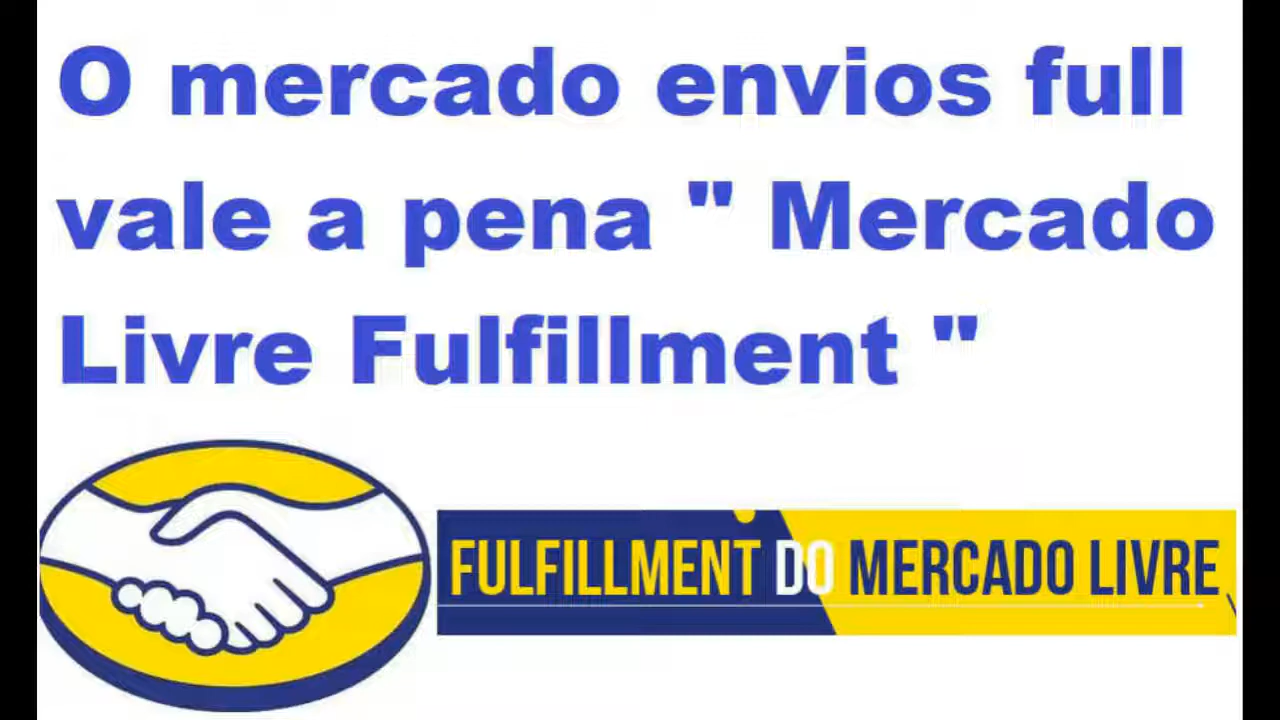 O mercado envios full
vale a pena " Mercado
Livre Fulfillment "
FULFILLMENT DO MERCADO LIVRE